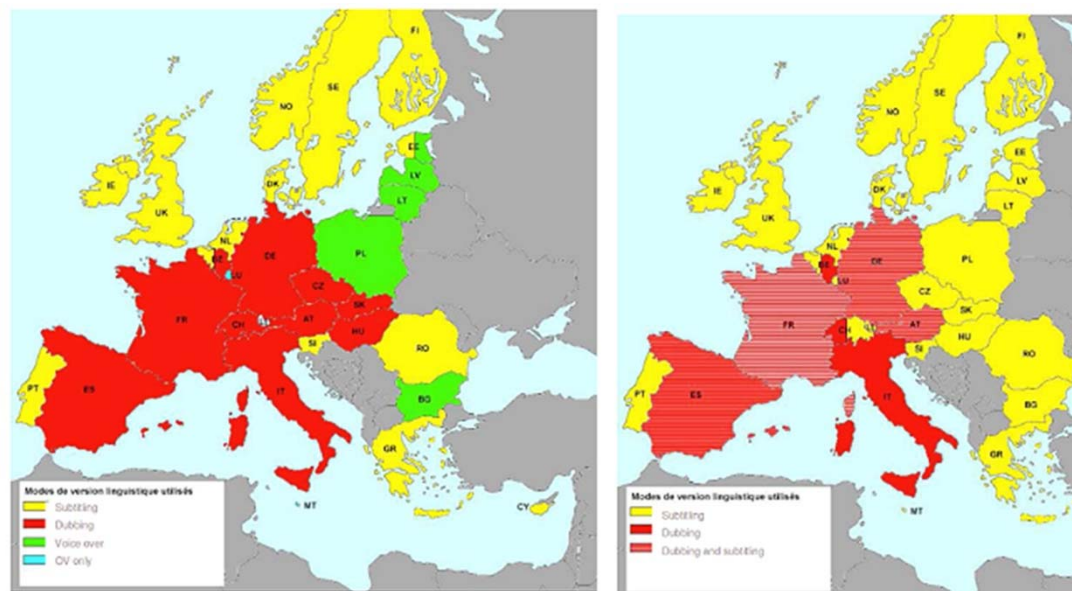 FI
SE
NO
EE
LV
DK
LT
IE
UK
NL
BE
DE
PL
LU
CZ
SK
FR
CH
AT
HU
SI
RO
PT
ES
IT
BG
GR
MT
CY
Modes de version linguistique utilisés
Subtitling
Dubbing
Voice over
OV only
FI
SE
NO
EE
LV
DK
LT
IE
UK
NL
BE
DE
PL
LU
CZ
SK
FR
CH
AT
HU
SI
RO
PT
ES
IT
BG
GR
MT
Modes de version linguistique utilisés
Subtitling
Dubbing
Dubbing and subtitling